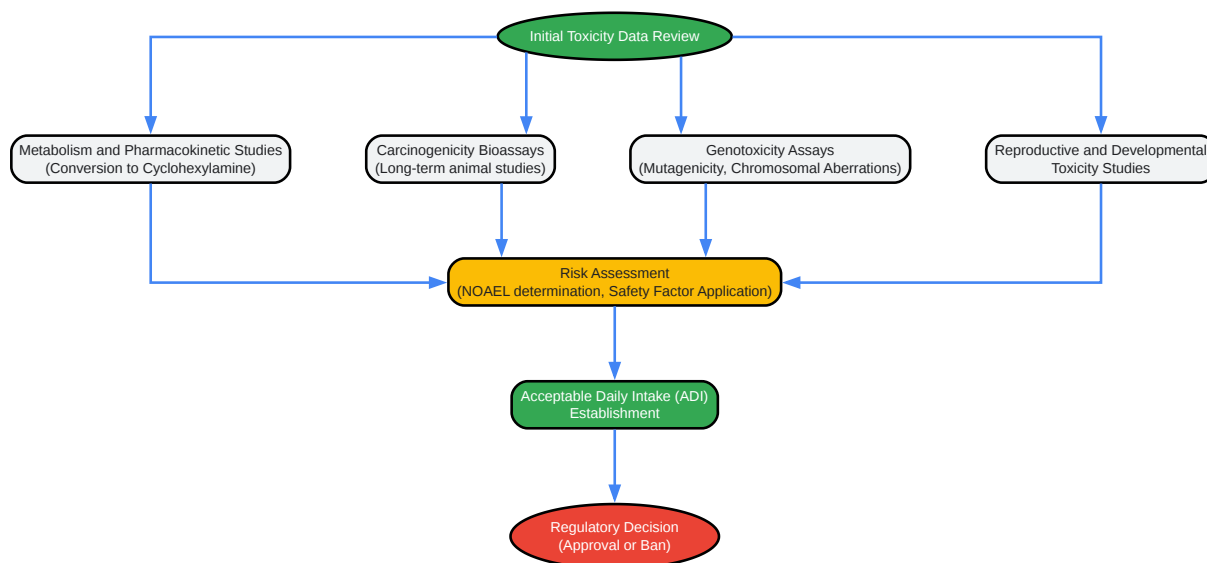 Initial Toxicity Data Review
Metabolism and Pharmacokinetic Studies
(Conversion to Cyclohexylamine)
Carcinogenicity Bioassays
(Long-term animal studies)
Genotoxicity Assays
(Mutagenicity, Chromosomal Aberrations)
Reproductive and Developmental
Toxicity Studies
Risk Assessment
(NOAEL determination, Safety Factor Application)
Acceptable Daily Intake (ADI)
Establishment
Regulatory Decision
(Approval or Ban)